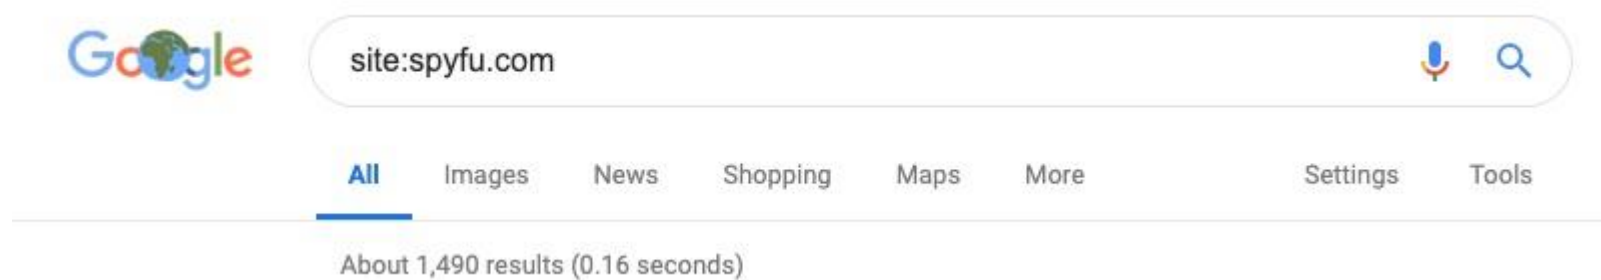 Google
site:spyfu.com
All Images News Shopping Maps More Settings Tools
About 1,490 results (0.16 seconds)